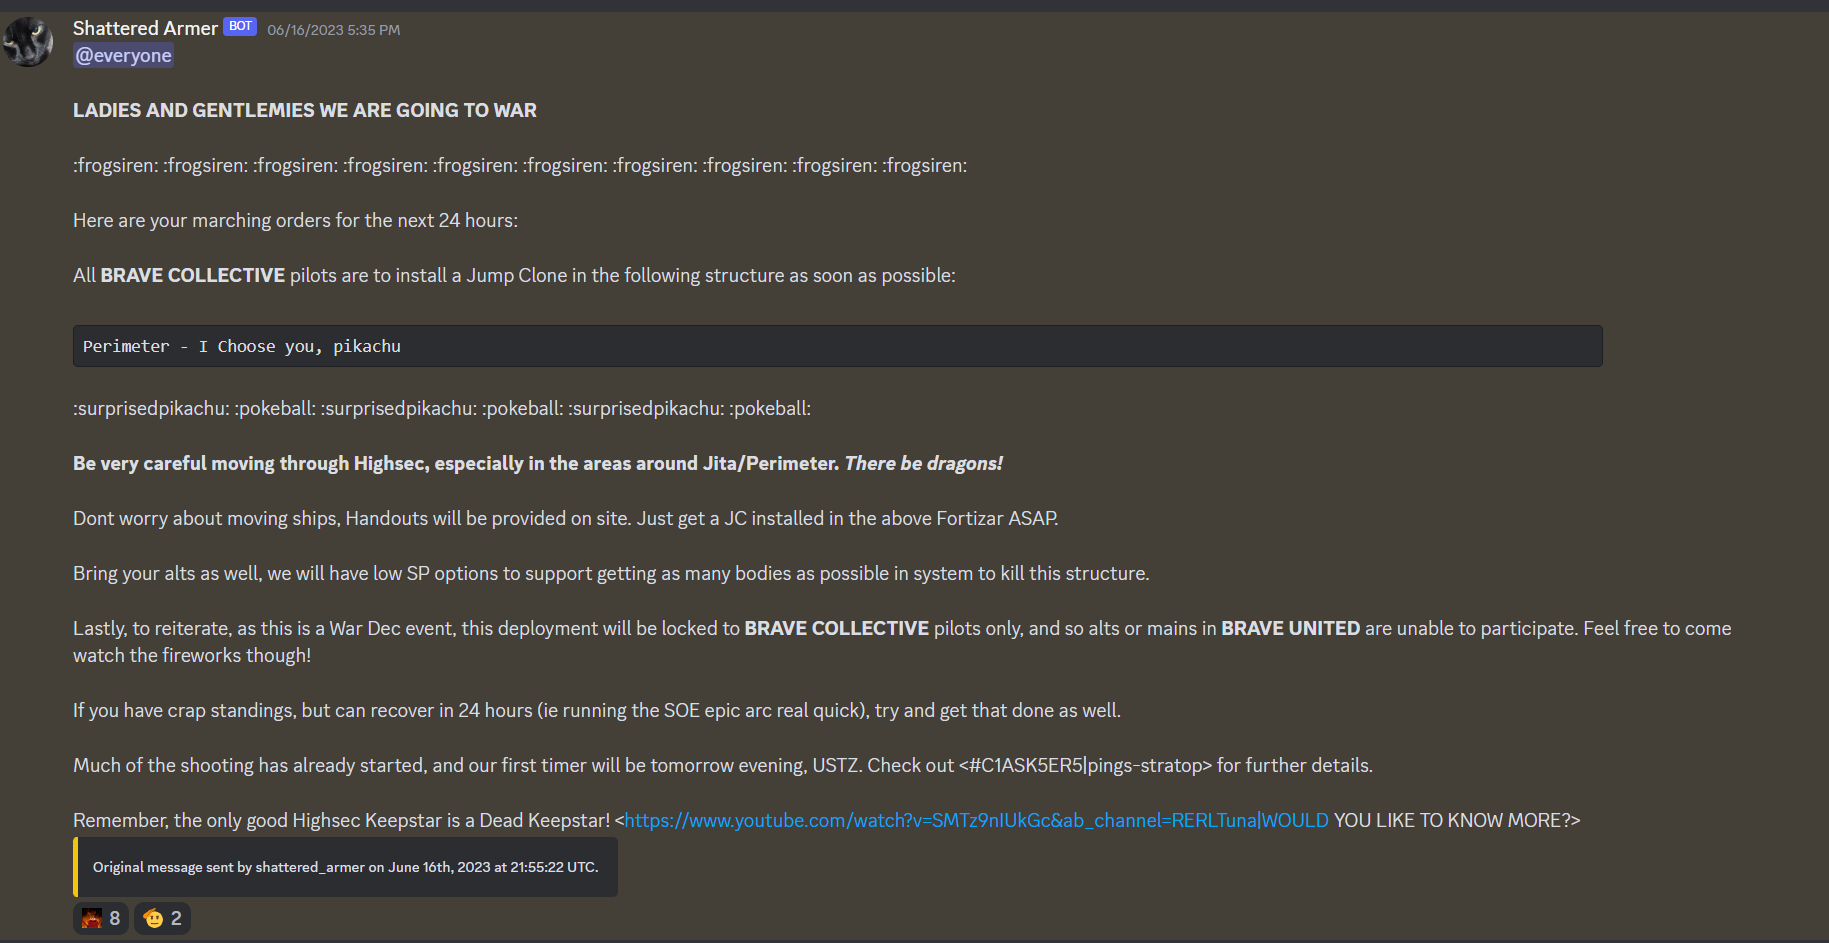 Shattered Armer BOT 06/16/2023 5:35 PM
@everyone
LADIES AND GENTLEMIES WE ARE GOING TO WAR
:frogsiren: :frogsiren: :frogsiren: :frogsiren: :frogsiren: :frogsiren: :frogsiren: :frogsiren: :frogsiren: :frogsiren:
Here are your marching orders for the next 24 hours:
All BRAVE COLLECTIVE pilots are to install a Jump Clone in the following structure as soon as possible:
Perimeter - I Choose you, pikachu
:surprisedpikachu: :pokeball: :surprisedpikachu: :pokeball: :surprisedpikachu: :pokeball:
Be very careful moving through Highsec, especially in the areas around Jita/Perimeter. There be dragons!
Dont worry about moving ships, Handouts will be provided on site. Just get a JC installed in the above Fortizar ASAP.
Bring your alts as well, we will have low SP options to support getting as many bodies as possible in system to kill this structure.
Lastly, to reiterate, as this is a War Dec event, this deployment will be locked to BRAVE COLLECTIVE pilots only, and so alts or mains in BRAVE UNITED are unable to participate. Feel free to come
watch the fireworks though!
If you have crap standings, but can recover in 24 hours (ie running the SOE epic arc real quick), try and get that done as well.
Much of the shooting has already started, and our first timer will be tomorrow evening, USTZ. Check out <#C1ASK5ER5|pings-stratop> for further details.
Remember, the only good Highsec Keepstar is a Dead Keepstar! <https://www.youtube.com/watch?v=SMTz9nIUkGc&ab_channel=RERLTuna|WOULD YOU LIKE TO KNOW MORE?>
Original message sent by shattered_armer on June 16th, 2023 at 21:55:22 UTC.
8 2